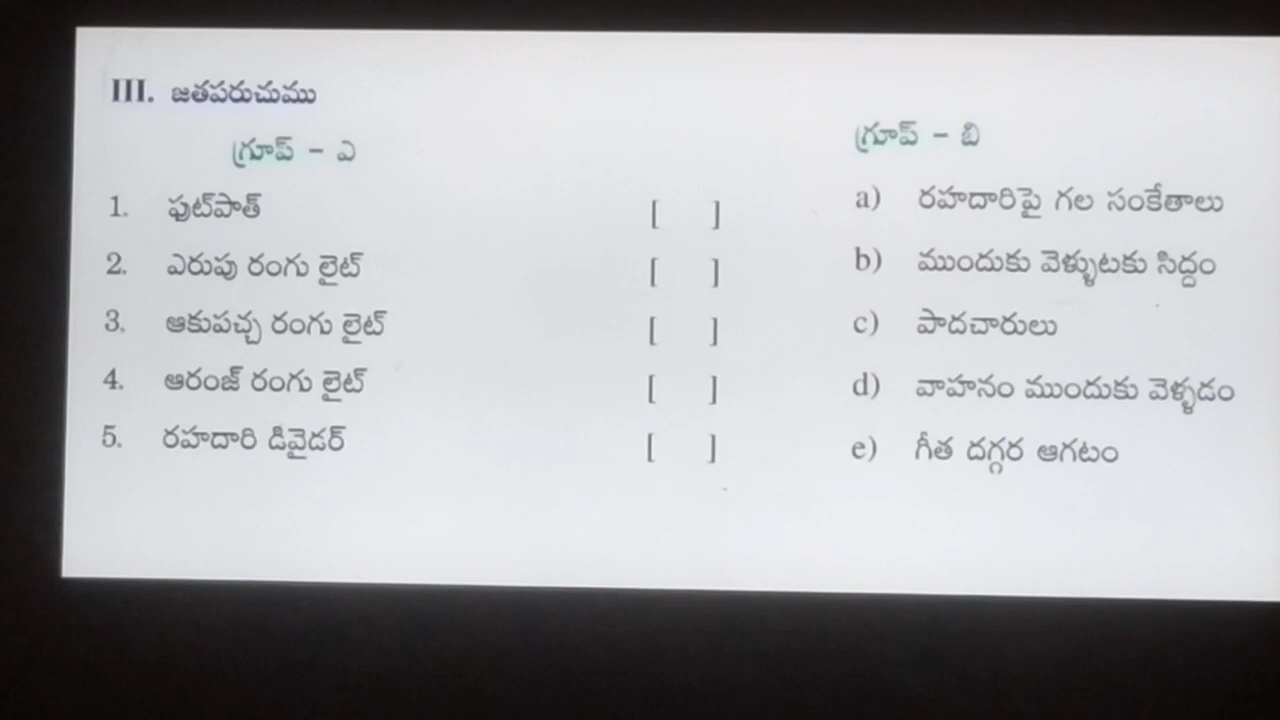 III. జతపరుచుము
గ్రూప్ - ఎ గ్రూప్ - బి
1. ఫుట్‌పాత్ [ ] a) రహదారిపై గల సంకేతాలు
2. ఎరుపు రంగు లైట్ [ ] b) ముందుకు వెళ్ళుటకు సిద్దం
3. ఆకుపచ్చ రంగు లైట్ [ ] c) పాదచారులు
4. ఆరంజ్ రంగు లైట్ [ ] d) వాహనం ముందుకు వెళ్ళడం
5. రహదారి డివైడర్ [ ] e) గీత దగ్గర ఆగటం